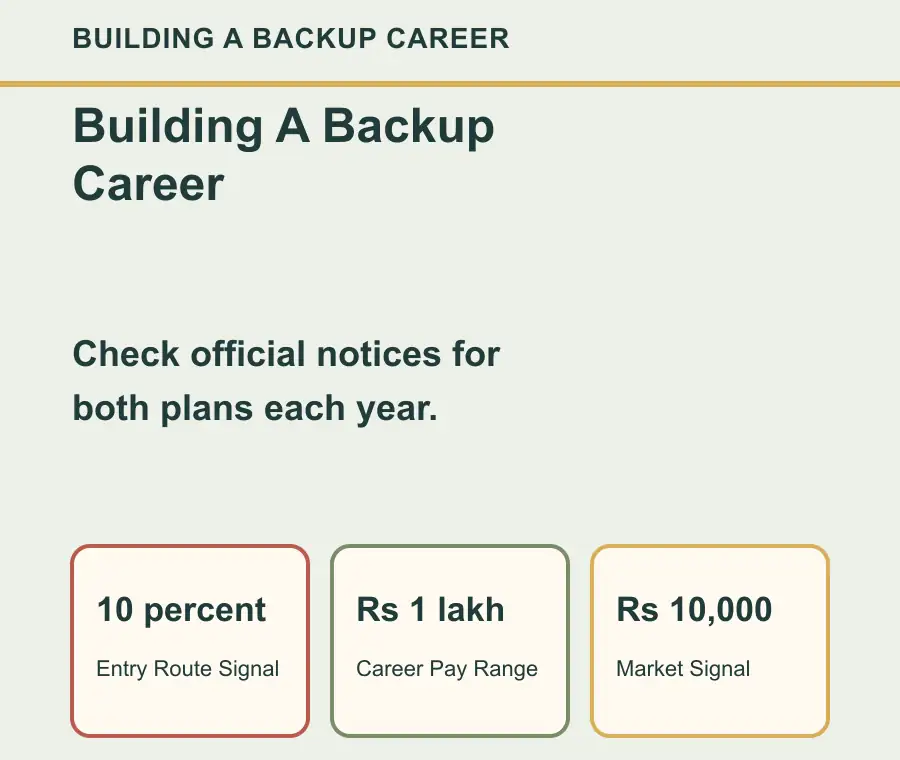 BUILDING A BACKUP CAREER
Building A Backup
Career
Check official notices for
both plans each year.
10 percent
Entry Route Signal
Rs 1 lakh
Career Pay Range
Rs 10,000
Market Signal